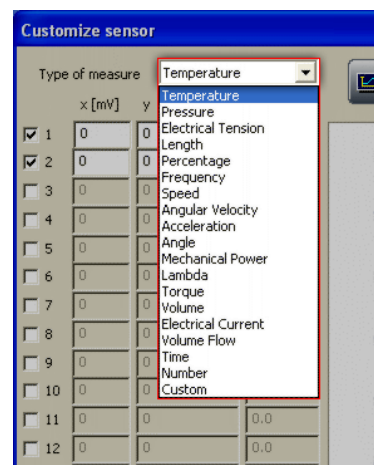 Customize sensor
Type of measure Temperature
x [mV] y Temperature
Pressure
1 0 0 Electrical Tension
Length
2 0 0 Percentage
Frequency
3 0 0 Speed
Angular Velocity
4 0 0 Acceleration
5 0 0 Angle
Mechanical Power
6 0 0 Lambda
Torque
7 0 0 Volume
8 0 0 Electrical Current
Volume Flow
9 0 0 Time
Number
10 0 0 Custom
11 0 0 0.0
12 0 0 0.0